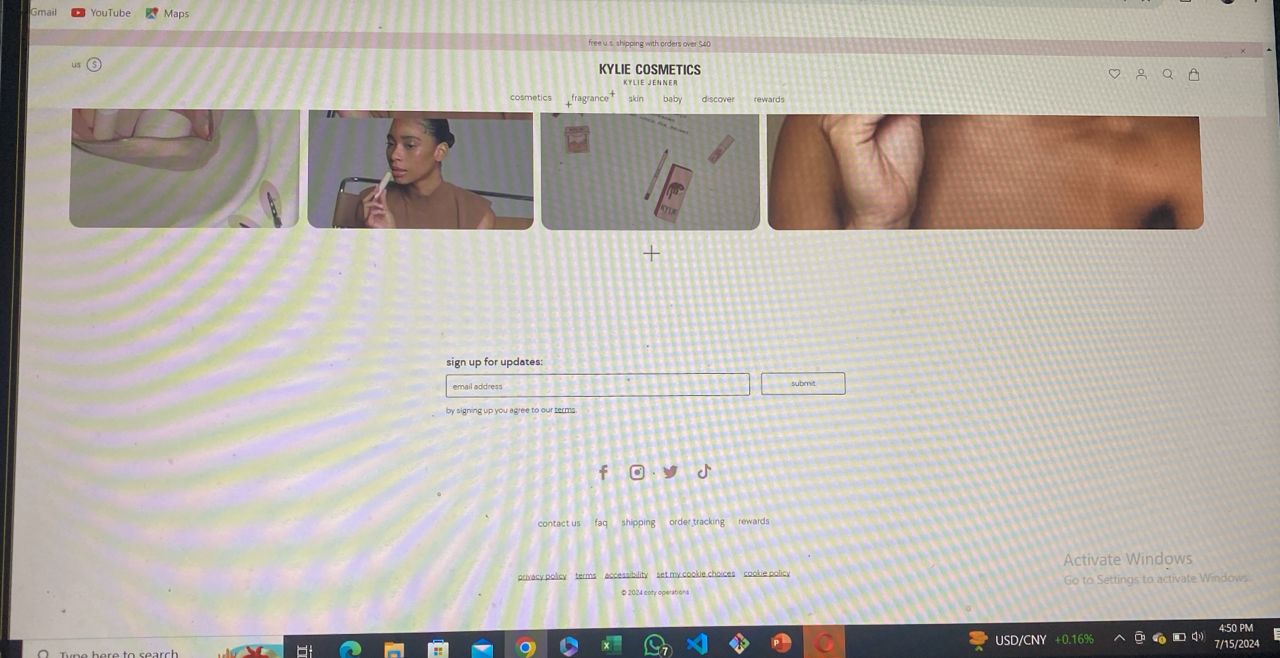 Gmail YouTube Maps
free u.s. shipping with orders over $40
us $
KYLIE COSMETICS
KYLIE JENNER
cosmetics fragrance skin baby discover rewards
KYLIE
sign up for updates:
email address submit
by signing up you agree to our terms.
contact us faq shipping order tracking rewards
privacy policy terms accessibility set my cookie choices cookie policy
© 2024 coty operations
Activate Windows
Go to Settings to activate Windows.
Type here to search 7 USD/CNY +0.16% 4:50 PM
7/15/2024